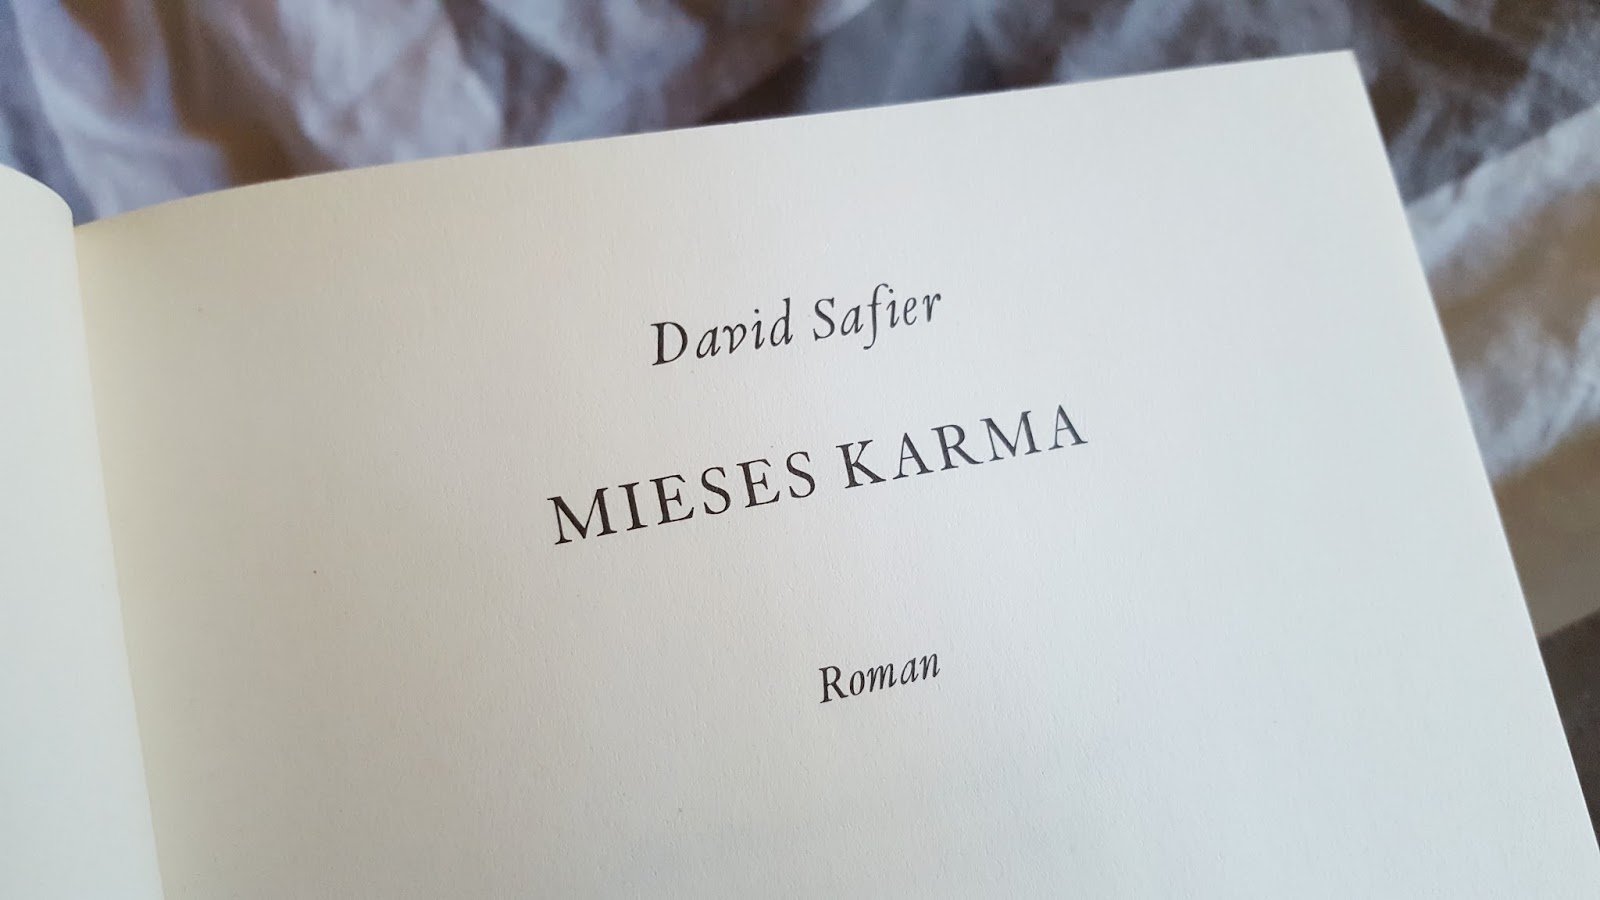 David Safier
MIESES KARMA
Roman